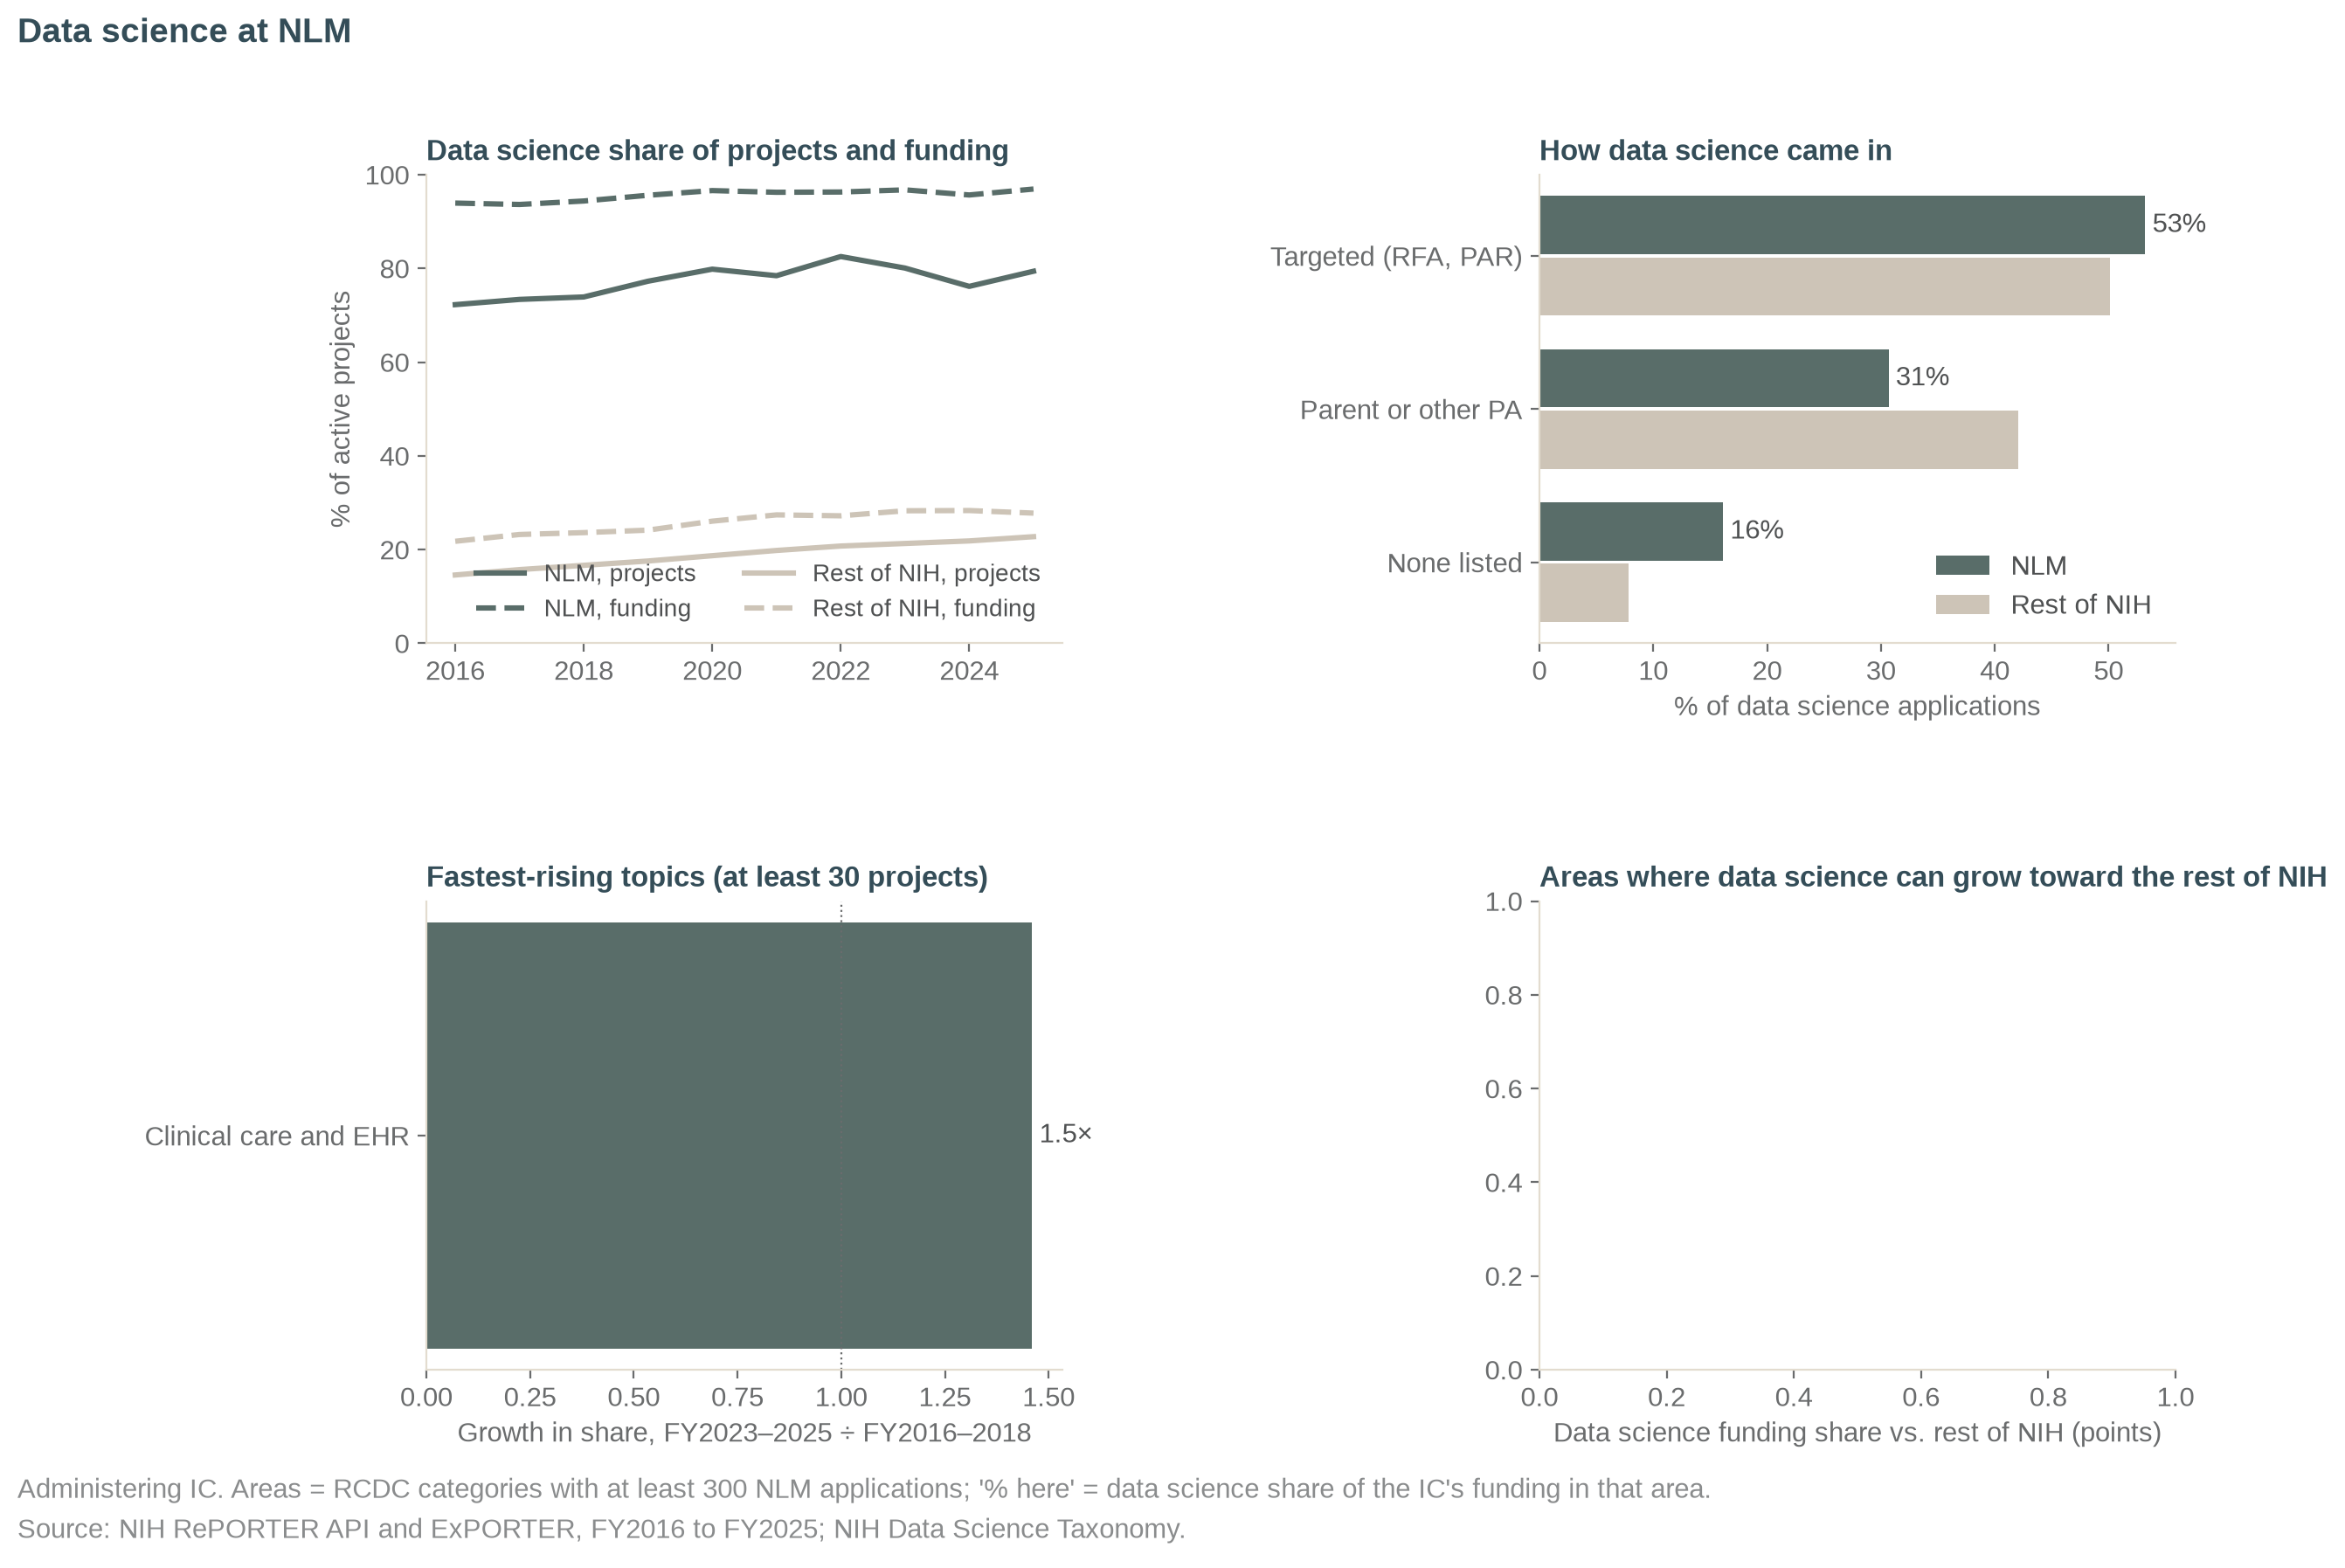 Data science at NLM
Data science share of projects and funding
100
80
60
40
20
0
% of active projects
NLM, projects
NLM, funding
Rest of NIH, projects
Rest of NIH, funding
2016 2018 2020 2022 2024
How data science came in
Targeted (RFA, PAR)
53%
Parent or other PA
31%
None listed
16%
NLM
Rest of NIH
0 10 20 30 40 50
% of data science applications
Fastest-rising topics (at least 30 projects)
Clinical care and EHR
1.5×
0.00 0.25 0.50 0.75 1.00 1.25 1.50
Growth in share, FY2023–2025 ÷ FY2016–2018
Areas where data science can grow toward the rest of NIH
1.0
0.8
0.6
0.4
0.2
0.0
0.0 0.2 0.4 0.6 0.8 1.0
Data science funding share vs. rest of NIH (points)
Administering IC. Areas = RCDC categories with at least 300 NLM applications; '% here' = data science share of the IC's funding in that area.
Source: NIH RePORTER API and ExPORTER, FY2016 to FY2025; NIH Data Science Taxonomy.